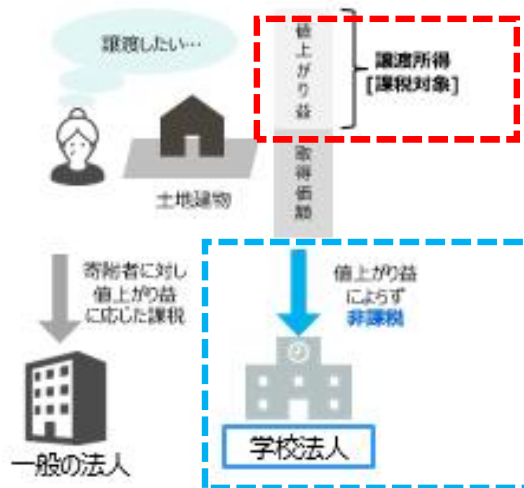 譲渡したい…
値上がり益
譲渡所得
[課税対象]
取得価額
土地建物
寄附者に対し
値上がり益
に応じた課税
値上がり益
によらず
非課税
一般の法人
学校法人